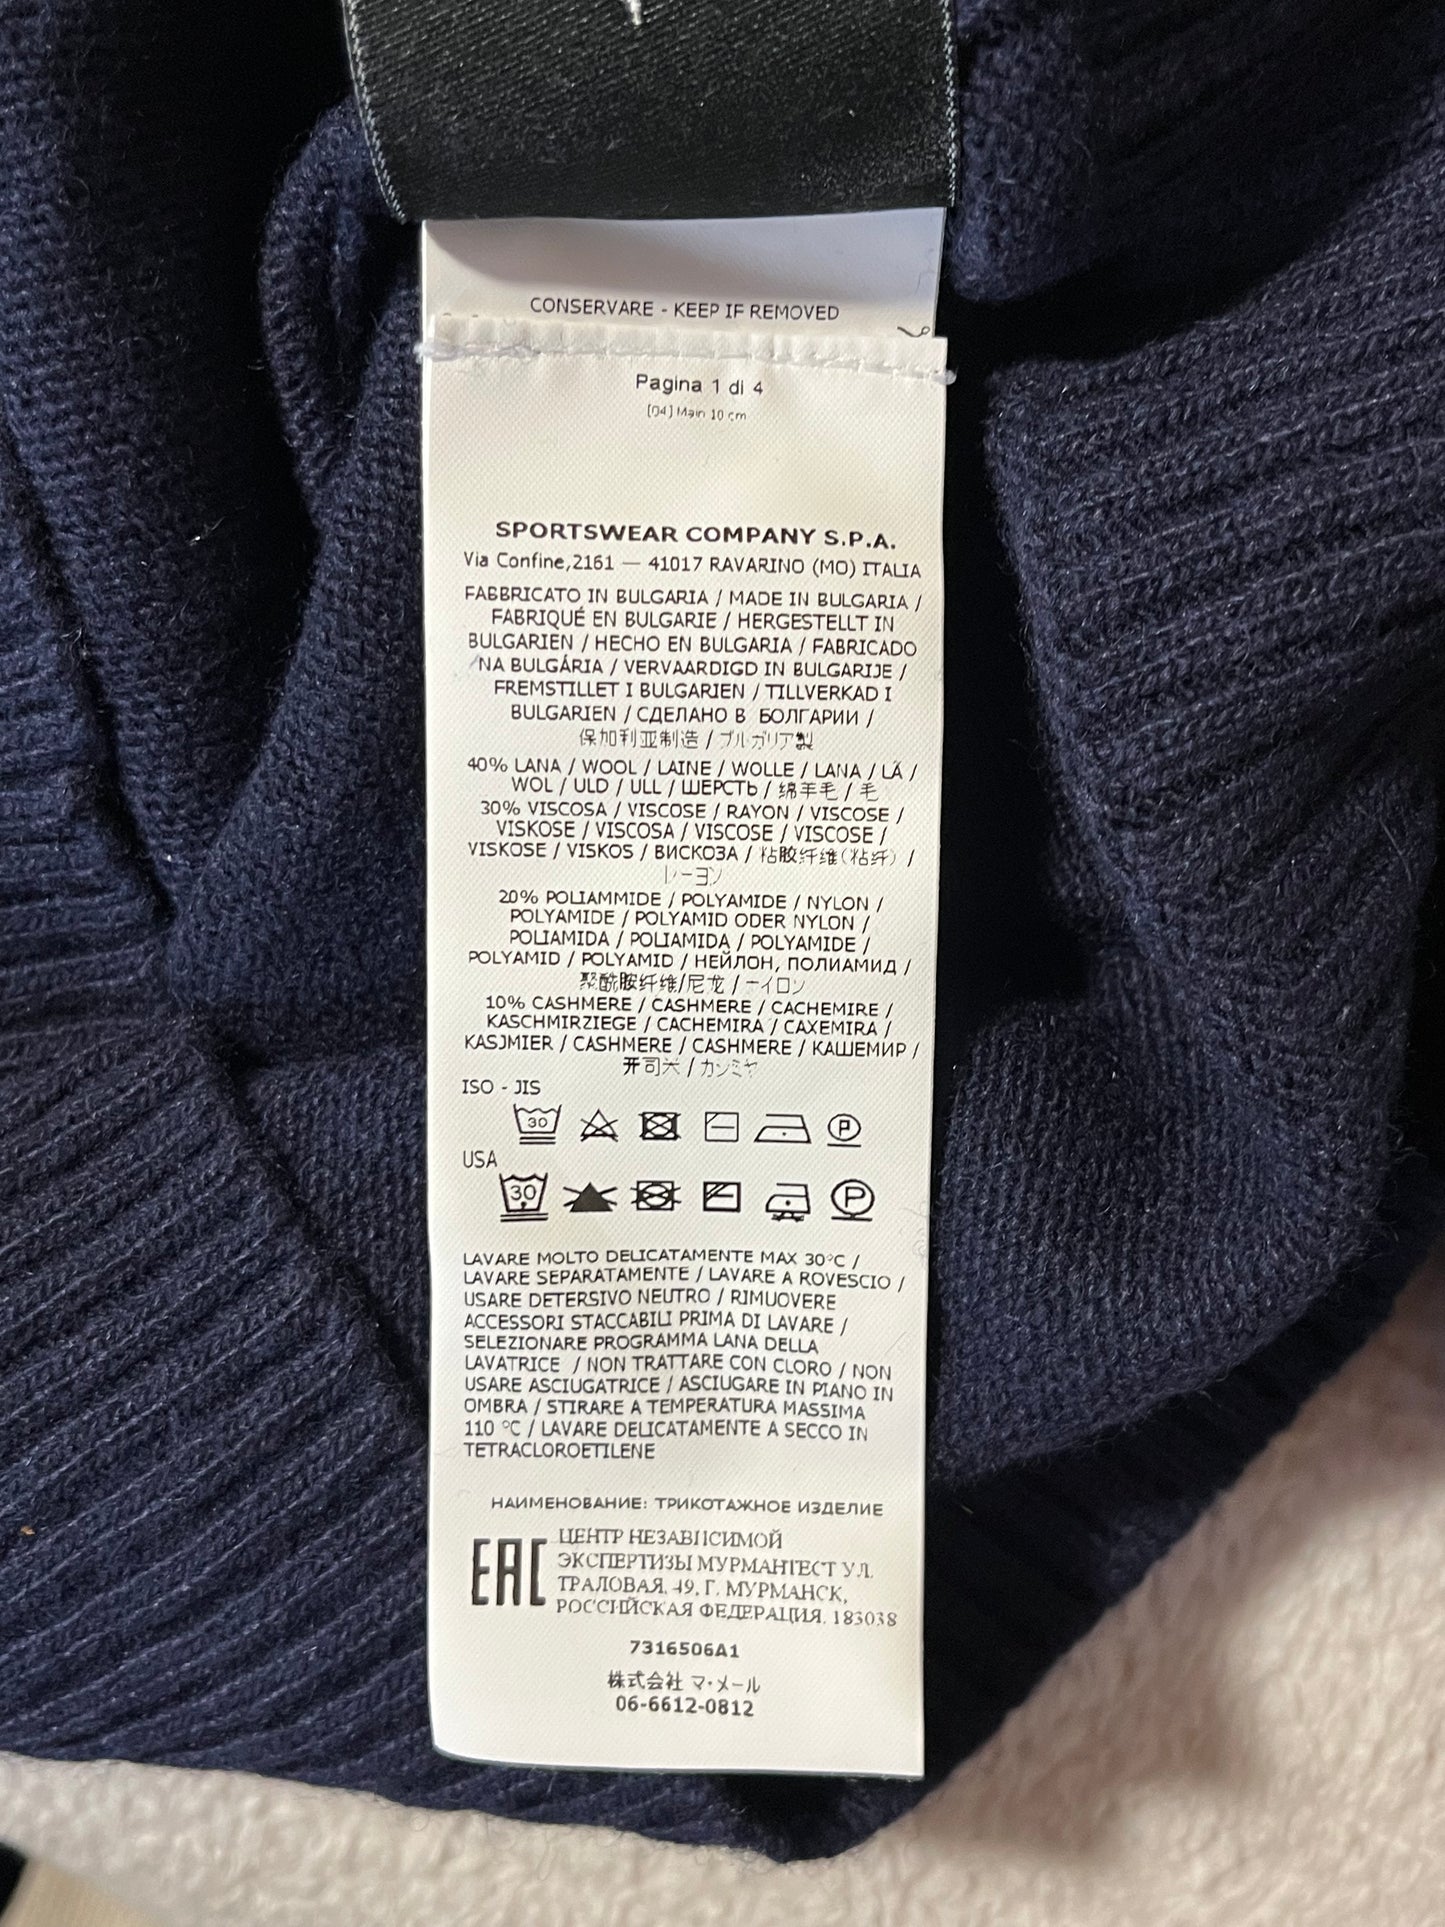 CONSERVARE - KEEP IF REMOVED
Pagina 1 di 4
[04] Main 10 cm
SPORTSWEAR COMPANY S.P.A.
Via Confine,2161 — 41017 RAVARINO (MO) ITALIA
FABBRICATO IN BULGARIA / MADE IN BULGARIA /
FABRIQUÉ EN BULGARIE / HERGESTELLT IN
BULGARIEN / HECHO EN BULGARIA / FABRICADO
NA BULGÁRIA / VERVAARDIGD IN BULGARIJE /
FREMSTILLET I BULGARIEN / TILLVERKAD I
BULGARIEN / СДЕЛАНО В БОЛГАРИИ /
保加利亚制造 / ブルガリア製
40% LANA / WOOL / LAINE / WOLLE / LANA / LÃ /
WOL / ULD / ULL / ШЕРСТЬ / 绵羊毛 / 毛
30% VISCOSA / VISCOSE / RAYON / VISCOSE /
VISKOSE / VISCOSA / VISCOSE / VISCOSE /
VISKOSE / VISKOS / ВИСКОЗА / 粘胶纤维(粘纤) /
レーヨン
20% POLIAMMIDE / POLYAMIDE / NYLON /
POLYAMIDE / POLYAMID ODER NYLON /
POLIAMIDA / POLIAMIDA / POLYAMIDE /
POLYAMID / POLYAMID / НЕЙЛОН, ПОЛИАМИД /
聚酰胺纤维/尼龙 / ナイロン
10% CASHMERE / CASHMERE / CACHEMIRE /
KASCHMIRZIEGE / CACHEMIRA / CAXEMIRA /
KASJMIER / CASHMERE / CASHMERE / КАШЕМИР /
开司米 / カシミヤ
ISO - JIS
30 P
USA
30 P
LAVARE MOLTO DELICATAMENTE MAX 30°C /
LAVARE SEPARATAMENTE / LAVARE A ROVESCIO /
USARE DETERSIVO NEUTRO / RIMUOVERE
ACCESSORI STACCABILI PRIMA DI LAVARE /
SELEZIONARE PROGRAMMA LANA DELLA
LAVATRICE / NON TRATTARE CON CLORO / NON
USARE ASCIUGATRICE / ASCIUGARE IN PIANO IN
OMBRA / STIRARE A TEMPERATURA MASSIMA
110 °C / LAVARE DELICATAMENTE A SECCO IN
TETRACLOROETILENE
НАИМЕНОВАНИЕ: ТРИКОТАЖНОЕ ИЗДЕЛИЕ
EAC
ЦЕНТР НЕЗАВИСИМОЙ
ЭКСПЕРТИЗЫ МУРМАНТЕСТ УЛ.
ТРАЛОВАЯ, 49, Г. МУРМАНСК,
РОССИЙСКАЯ ФЕДЕРАЦИЯ, 183038
7316506A1
株式会社 マ・メール
06-6612-0812